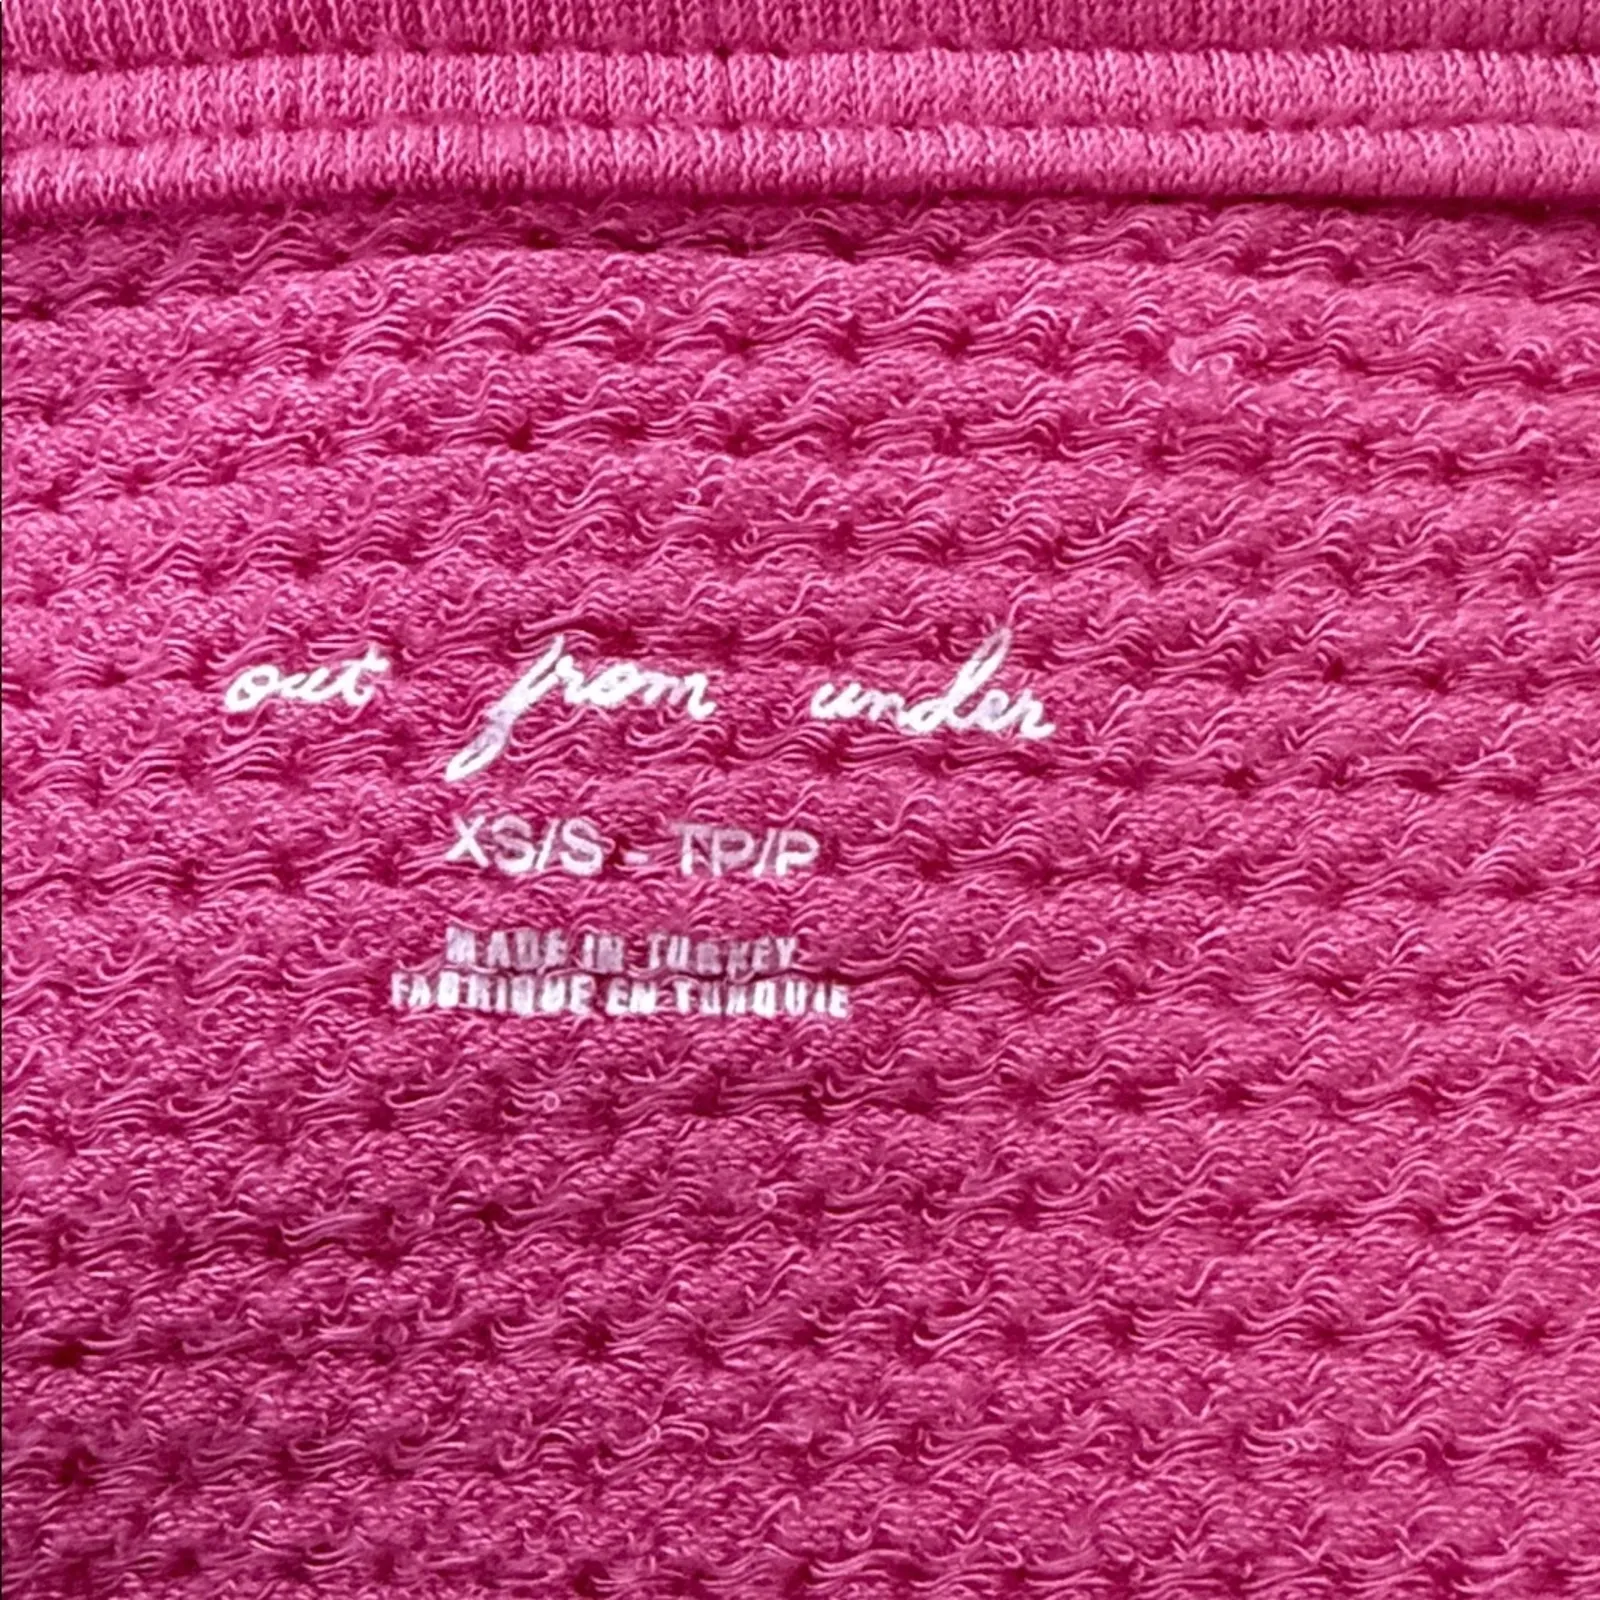 out from under
XS/S - TP/P
MADE IN TURKEY
FABRIQUE EN TURQUIE